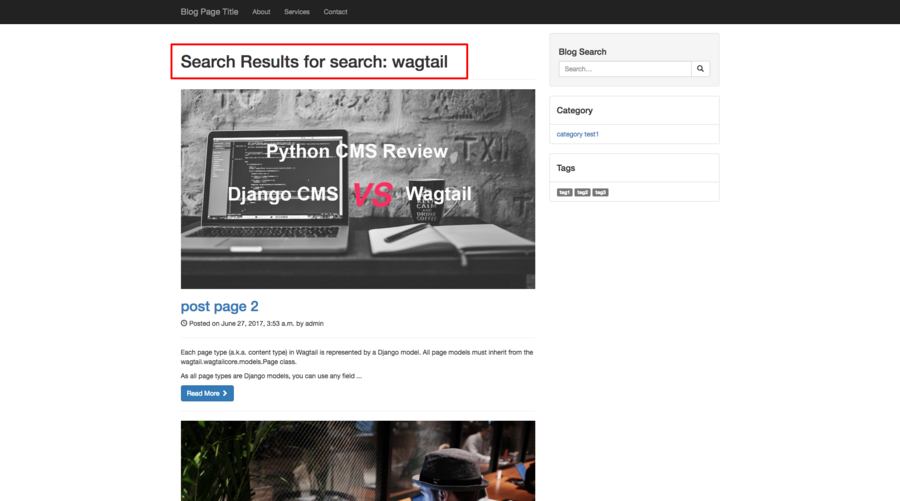 Blog Page Title About Services Contact
Search Results for search: wagtail
Python CMS Review
Django CMS VS Wagtail
KEEP
CALM
AND
DRINK
COFFEE
post page 2
Posted on June 27, 2017, 3:53 a.m. by admin
Each page type (a.k.a. content type) in Wagtail is represented by a Django model. All page models must inherit from the
wagtail.wagtailcore.models.Page class.
As all page types are Django models, you can use any field ...
Read More
Blog Search
Search...
Category
category test1
Tags
tag1 tag2 tag3